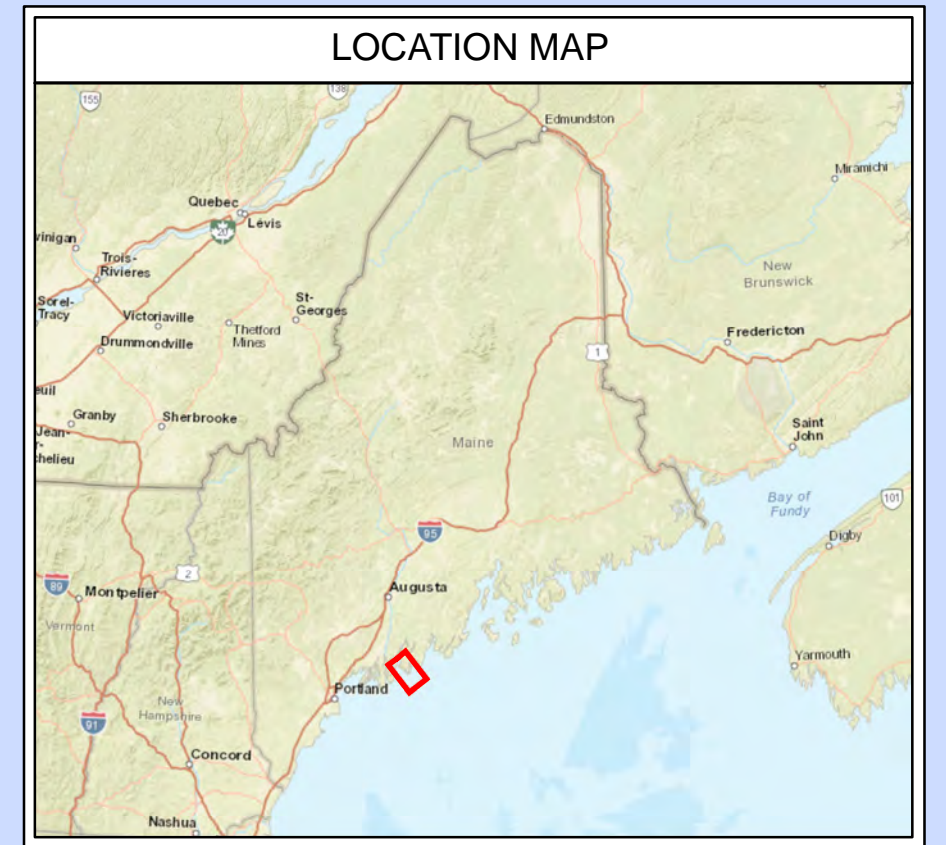 LOCATION MAP
155
138
Edmundston
Miramichi
Quebec
Lévis
20
vinigan
Trois-
Rivieres
New
Brunswick
Sorel-
Tracy
St-
Georges
Victoriaville
Thetford
Mines
Drummondville
Fredericton
1
euil
Granby
Sherbrooke
Jean-
r-
chelieu
Saint
John
Maine
Bay of
Fundy
101
95
Digby
2
89
Montpelier
Augusta
Vermont
Yarmouth
Portland
New
Hampshire
91
Concord
Nashua